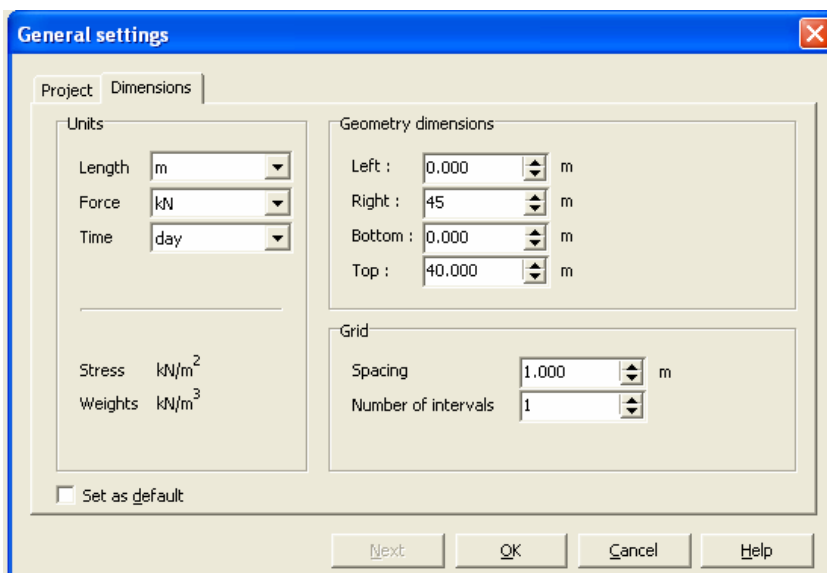 General settings
Project Dimensions
Units
Length m
Force kN
Time day
Stress kN/m²
Weights kN/m³
Geometry dimensions
Left : 0.000 m
Right : 45 m
Bottom : 0.000 m
Top : 40.000 m
Grid
Spacing 1.000 m
Number of intervals 1
Set as default
Next OK Cancel Help